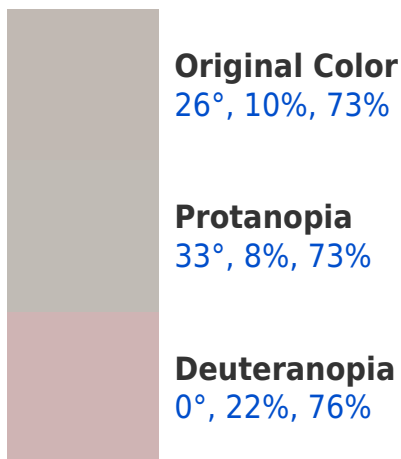 Original Color
26°, 10%, 73%
Protanopia
33°, 8%, 73%
Deuteranopia
0°, 22%, 76%